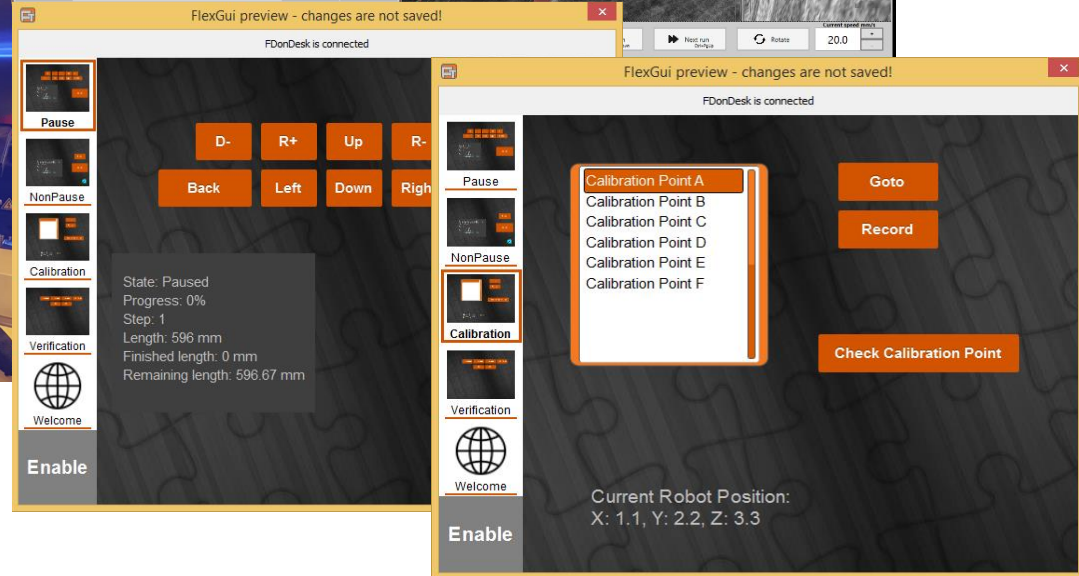 FlexGui preview - changes are not saved!
FDonDesk is connected
Pause
NonPause
Calibration
Verification
Welcome
Enable
D- R+ Up R-
Back Left Down Righ
State: Paused
Progress: 0%
Step: 1
Length: 596 mm
Finished length: 0 mm
Remaining length: 596.67 mm
Next run
Rotate
Current speed mm/s
20.0
FlexGui preview - changes are not saved!
FDonDesk is connected
Pause
NonPause
Calibration
Verification
Welcome
Enable
Calibration Point A
Calibration Point B
Calibration Point C
Calibration Point D
Calibration Point E
Calibration Point F
Goto
Record
Check Calibration Point
Current Robot Position:
X: 1.1, Y: 2.2, Z: 3.3